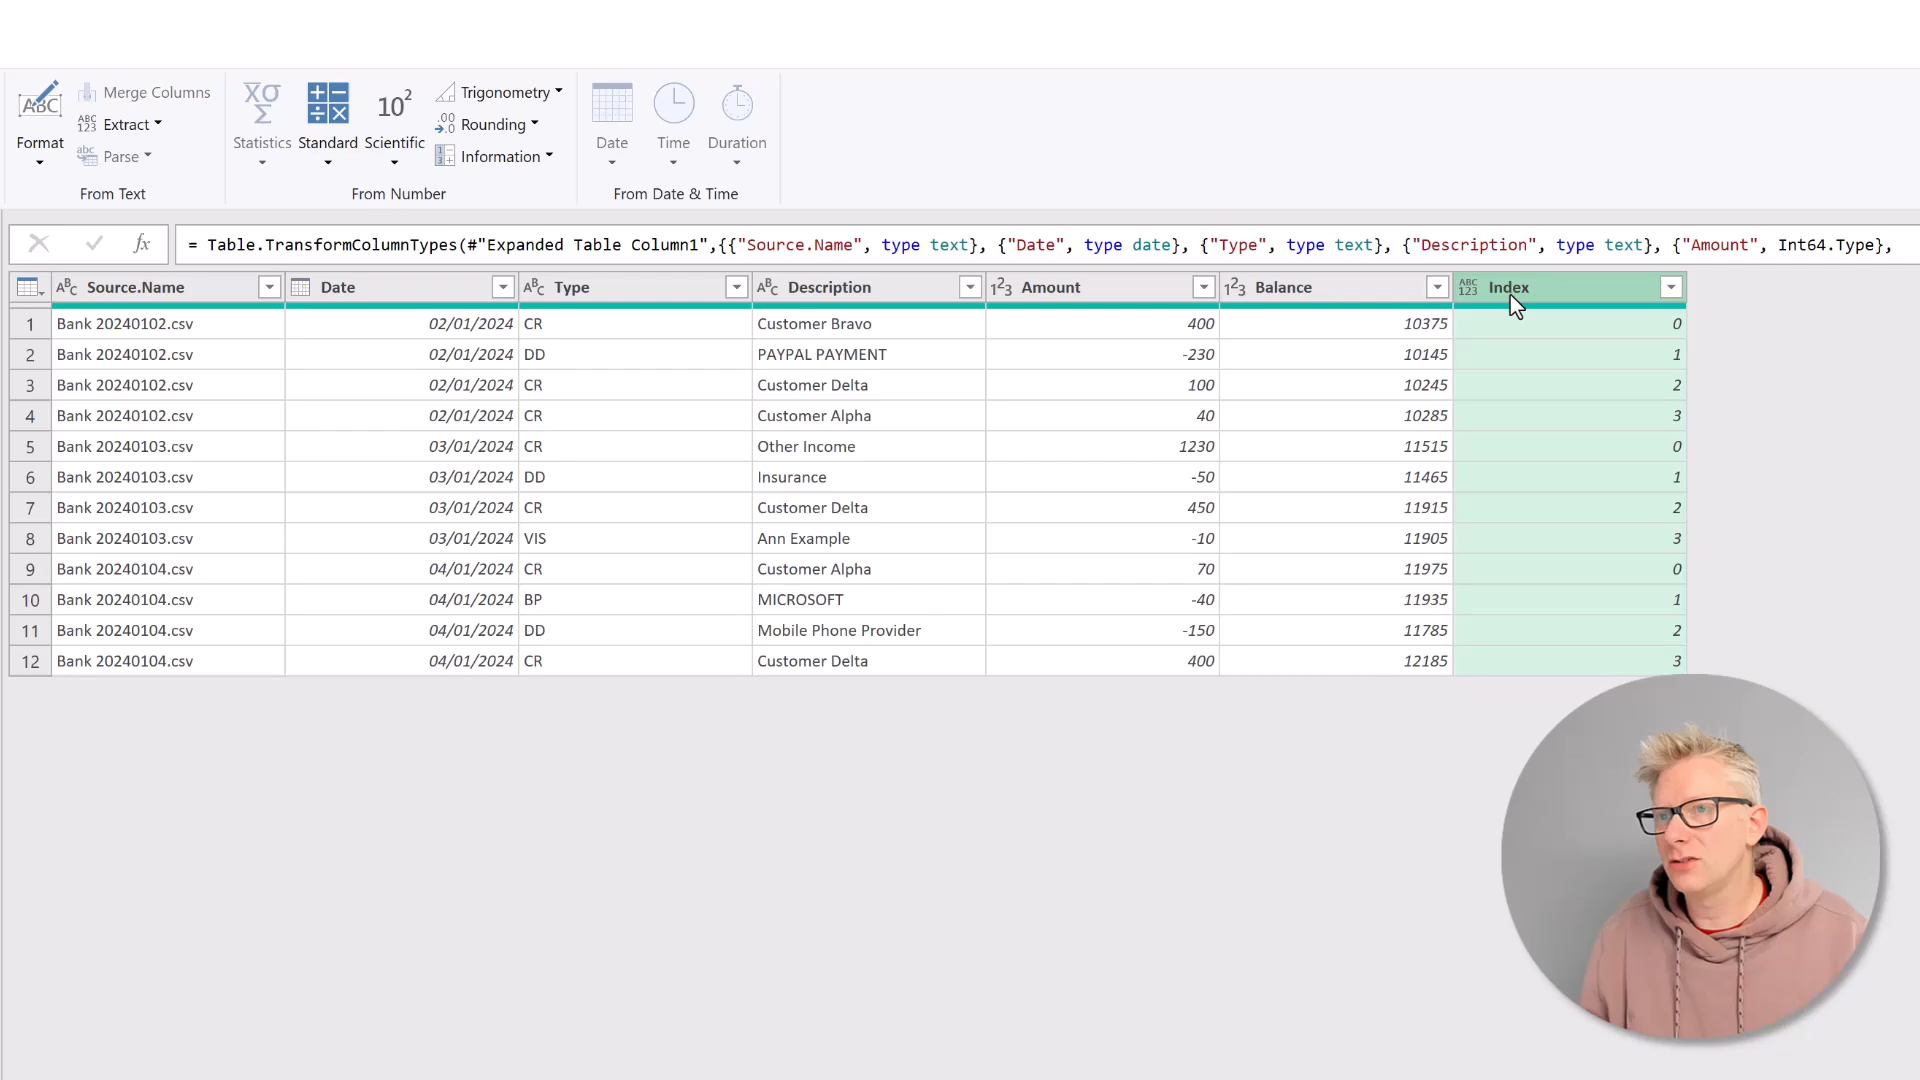 Format
Merge Columns
Extract
Parse
From Text
Statistics
Standard
Scientific
Trigonometry
Rounding
Information
From Number
Date
Time
Duration
From Date & Time
fx
= Table.TransformColumnTypes(#"Expanded Table Column1",{{"Source.Name", type text}, {"Date", type date}, {"Type", type text}, {"Description", type text}, {"Amount", Int64.Type},
ABC Source.Name Date ABC Type ABC Description 123 Amount 123 Balance ABC 123 Index
1 Bank 20240102.csv 02/01/2024 CR Customer Bravo 400 10375 0
2 Bank 20240102.csv 02/01/2024 DD PAYPAL PAYMENT -230 10145 1
3 Bank 20240102.csv 02/01/2024 CR Customer Delta 100 10245 2
4 Bank 20240102.csv 02/01/2024 CR Customer Alpha 40 10285 3
5 Bank 20240103.csv 03/01/2024 CR Other Income 1230 11515 0
6 Bank 20240103.csv 03/01/2024 DD Insurance -50 11465 1
7 Bank 20240103.csv 03/01/2024 CR Customer Delta 450 11915 2
8 Bank 20240103.csv 03/01/2024 VIS Ann Example -10 11905 3
9 Bank 20240104.csv 04/01/2024 CR Customer Alpha 70 11975 0
10 Bank 20240104.csv 04/01/2024 BP MICROSOFT -40 11935 1
11 Bank 20240104.csv 04/01/2024 DD Mobile Phone Provider -150 11785 2
12 Bank 20240104.csv 04/01/2024 CR Customer Delta 400 12185 3